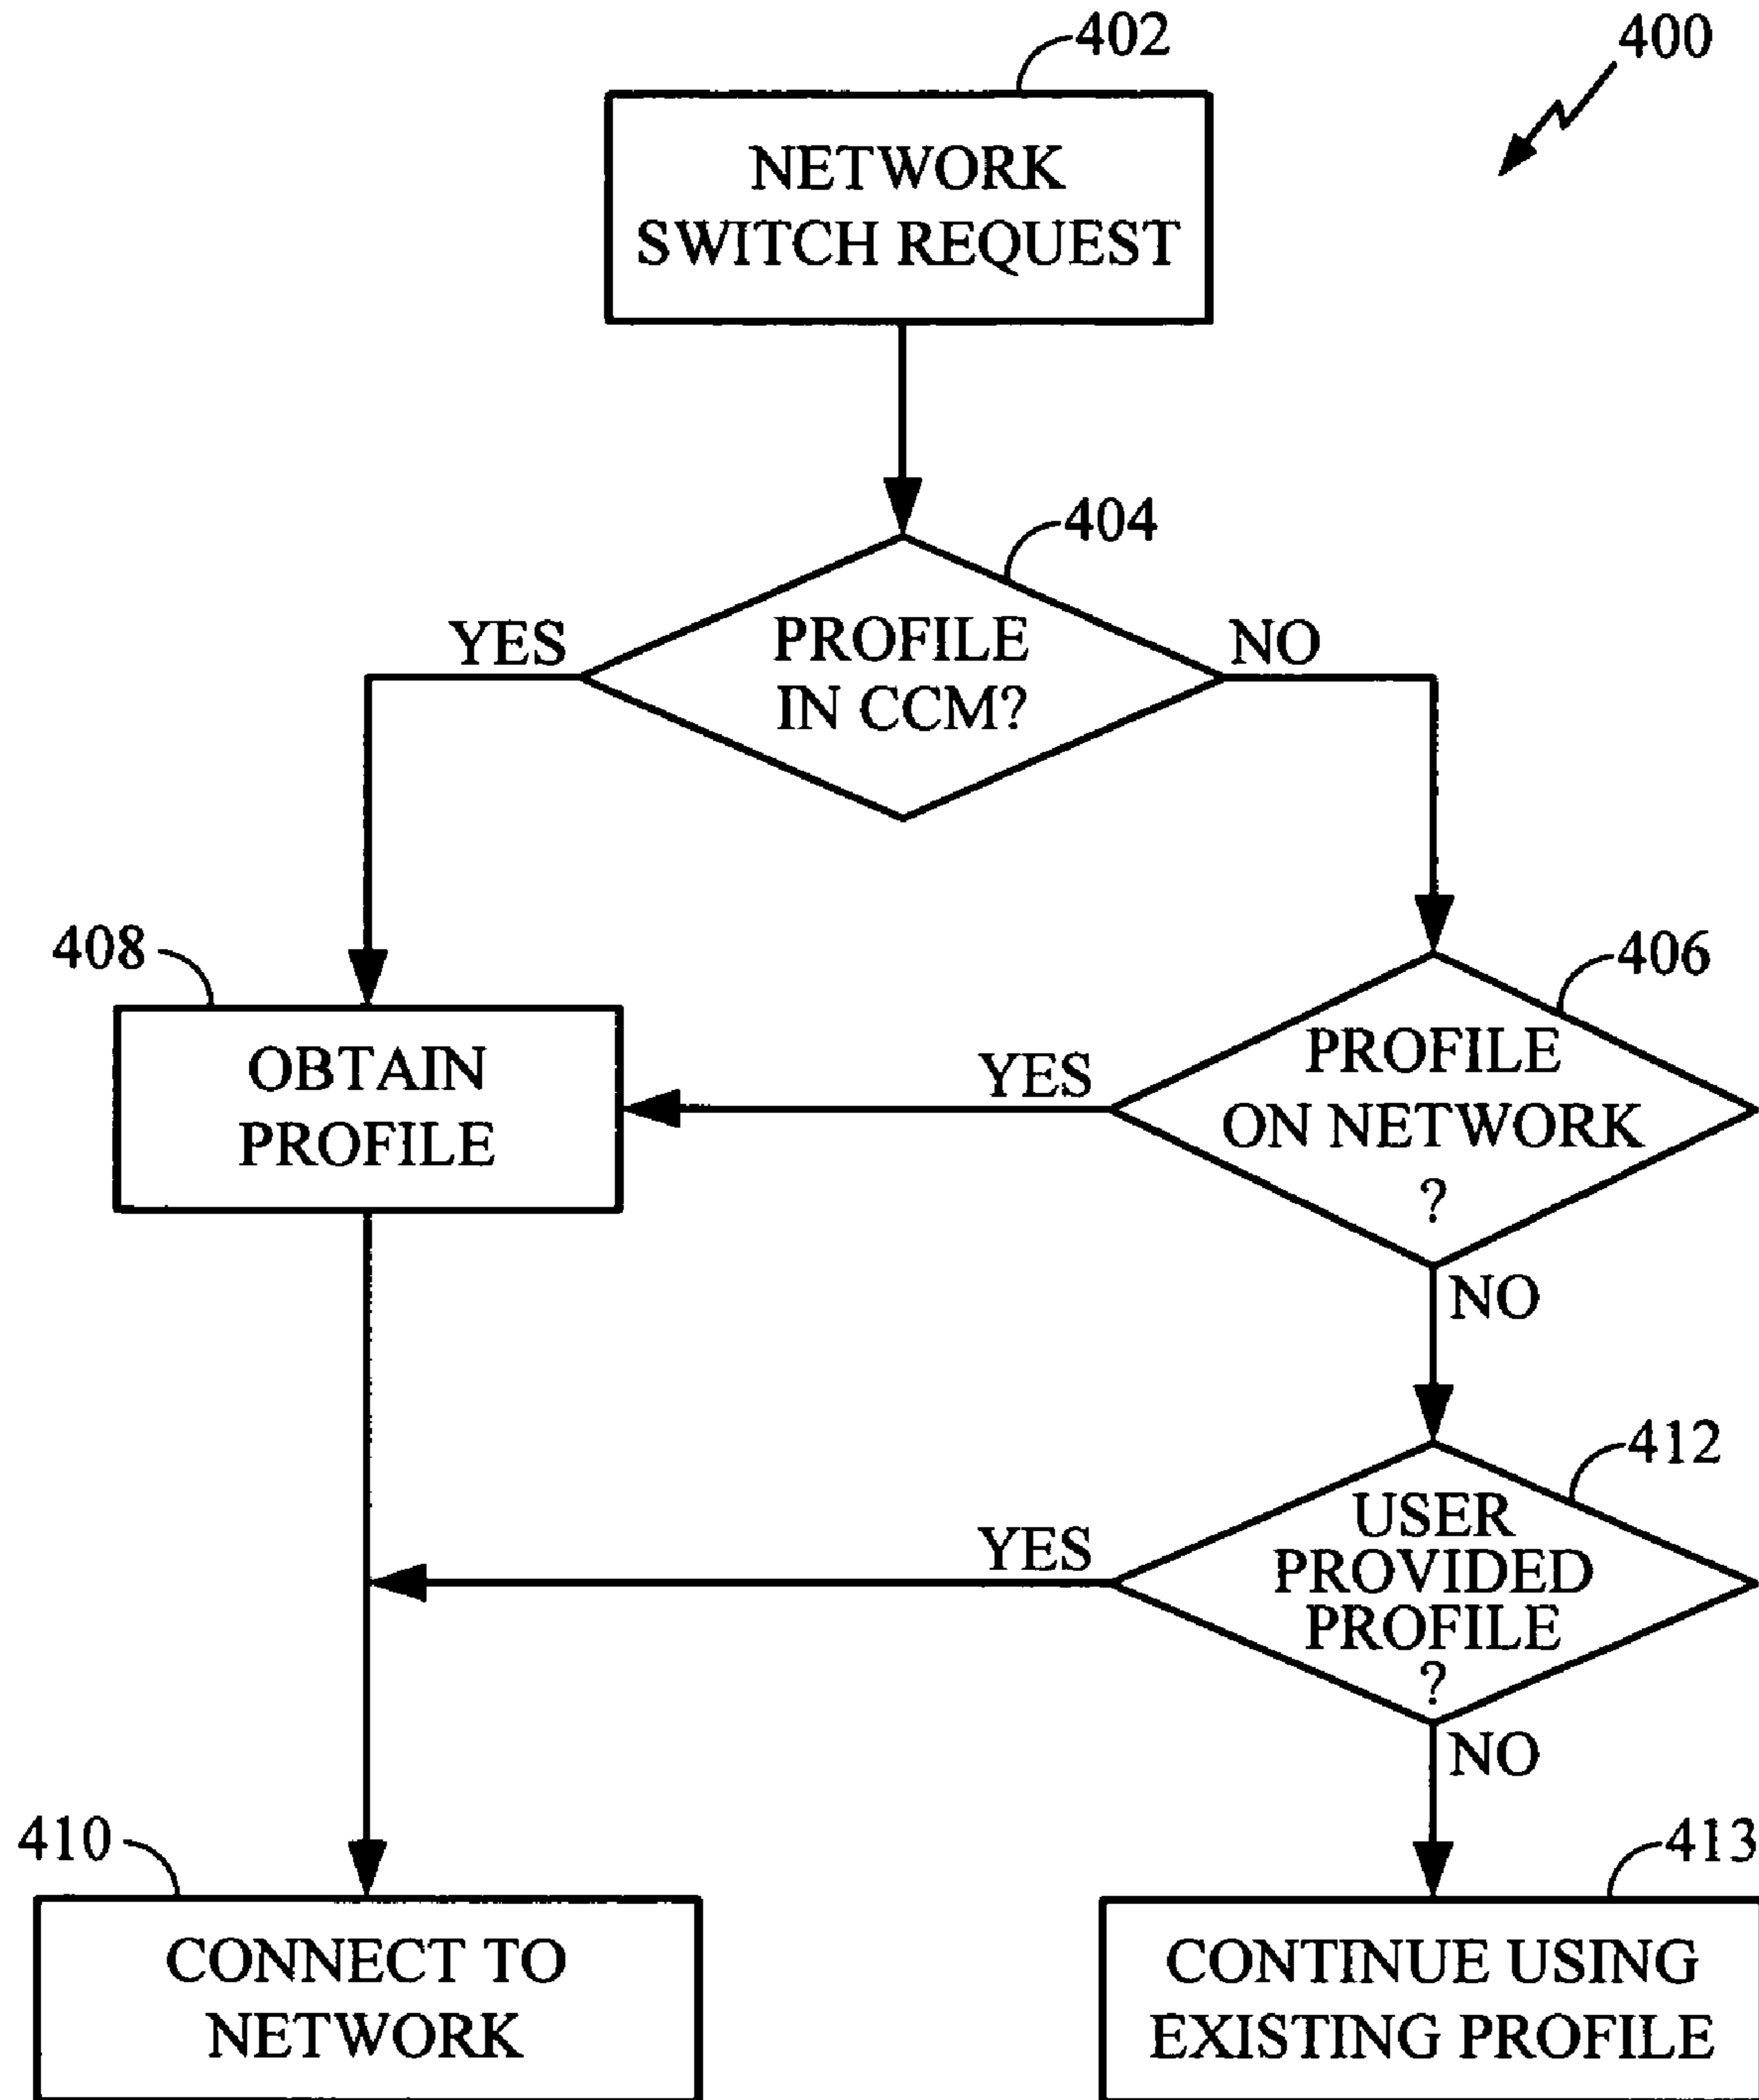 402
400
NETWORK
SWITCH REQUEST
404
YES
PROFILE
IN CCM?
NO
408
406
OBTAIN
PROFILE
YES
PROFILE
ON NETWORK
?
NO
412
YES
USER
PROVIDED
PROFILE
?
NO
410
413
CONNECT TO
NETWORK
CONTINUE USING
EXISTING PROFILE